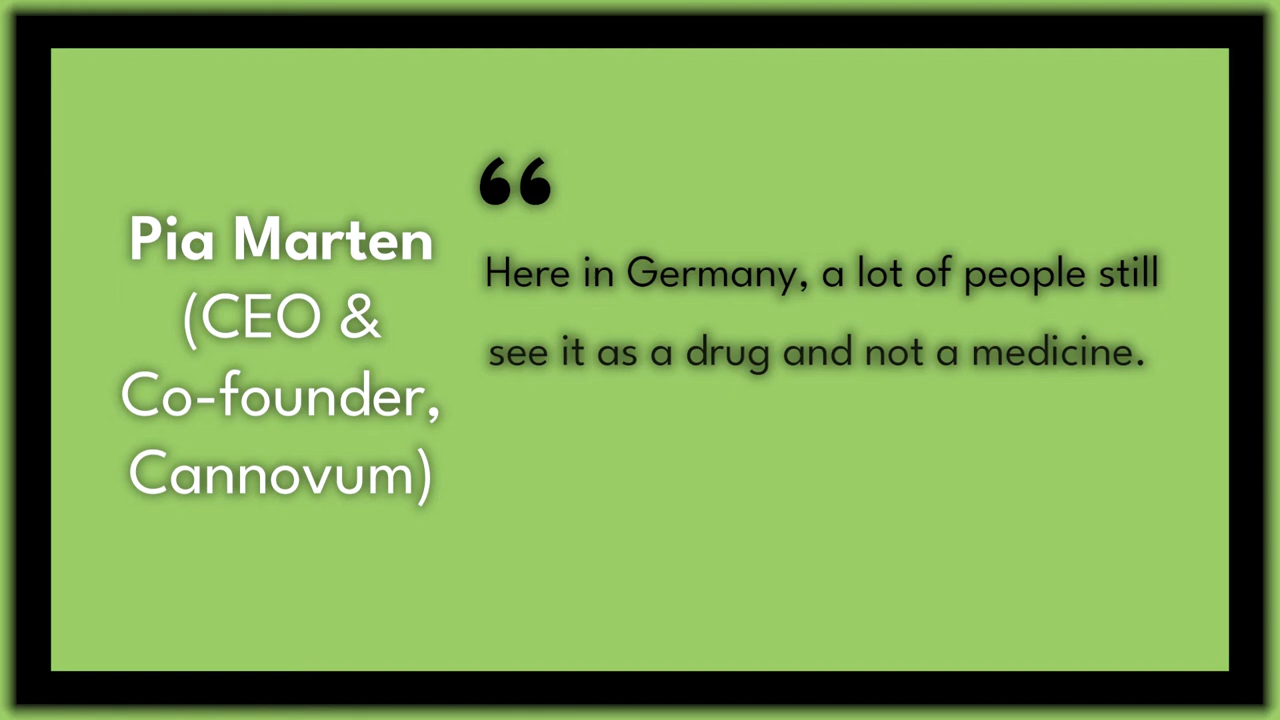 Pia Marten
(CEO &
Co-founder,
Cannovum)
“
Here in Germany, a lot of people still
see it as a drug and not a medicine.